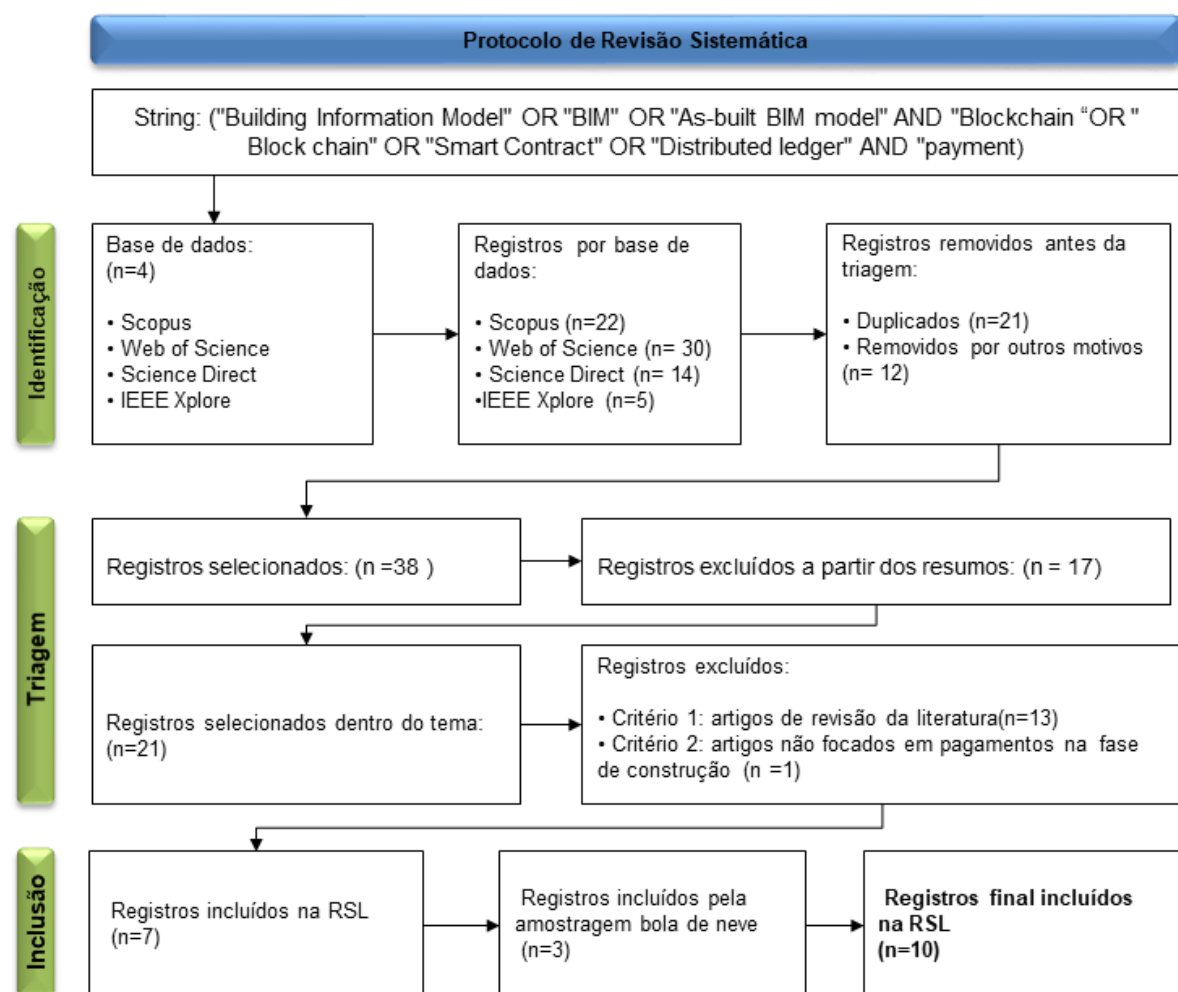 Protocolo de Revisão Sistemática
String: ("Building Information Model" OR "BIM" OR "As-built BIM model" AND "Blockchain “OR "
Block chain" OR "Smart Contract" OR "Distributed ledger" AND "payment)
Identificação
Base de dados:
(n=4)
• Scopus
• Web of Science
• Science Direct
• IEEE Xplore
Registros por base de
dados:
• Scopus (n=22)
• Web of Science (n= 30)
• Science Direct (n= 14)
•IEEE Xplore (n=5)
Registros removidos antes da
triagem:
• Duplicados (n=21)
• Removidos por outros motivos
(n= 12)
Triagem
Registros selecionados: (n =38 )
Registros excluídos a partir dos resumos: (n = 17)
Registros selecionados dentro do tema:
(n=21)
Registros excluídos:
• Critério 1: artigos de revisão da literatura(n=13)
• Critério 2: artigos não focados em pagamentos na fase
de construção (n =1)
Inclusão
Registros incluídos na RSL
(n=7)
Registros incluídos pela
amostragem bola de neve
(n=3)
Registros final incluídos
na RSL
(n=10)